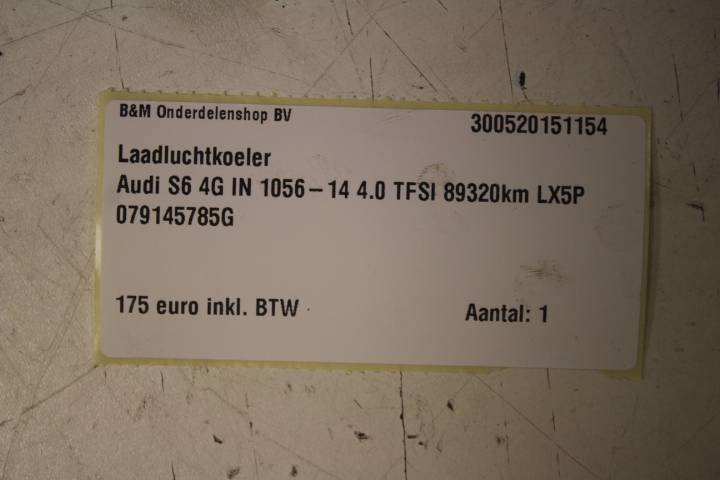 B&M Onderdelenshop BV
300520151154
Laadluchtkoeler
Audi S6 4G IN 1056-14 4.0 TFSI 89320km LX5P
079145785G
175 euro inkl. BTW
Aantal: 1